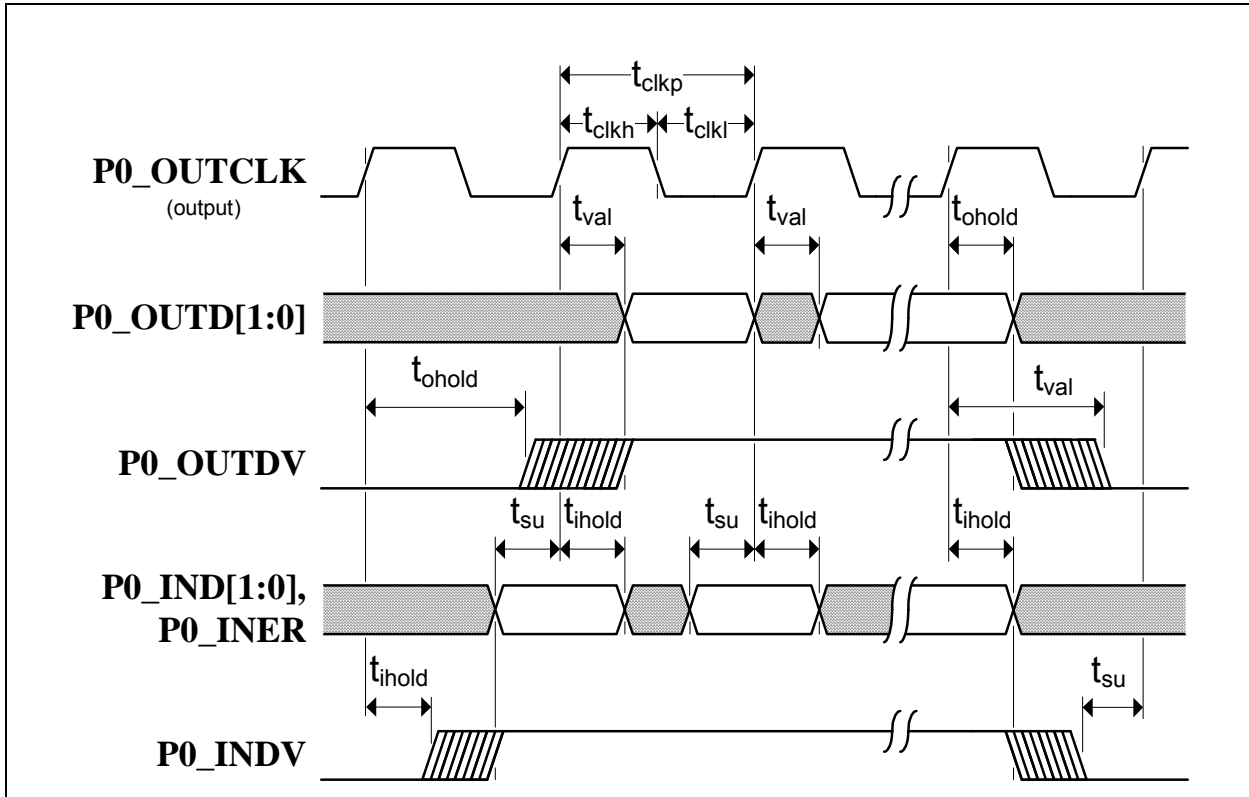 tclkp
tclkh tclkl
P0_OUTCLK
(output)
tval tval tohold
P0_OUTD[1:0]
tohold tval
P0_OUTDV
tsu tihold tsu tihold tihold
P0_IND[1:0],
P0_INER
tihold tsu
P0_INDV